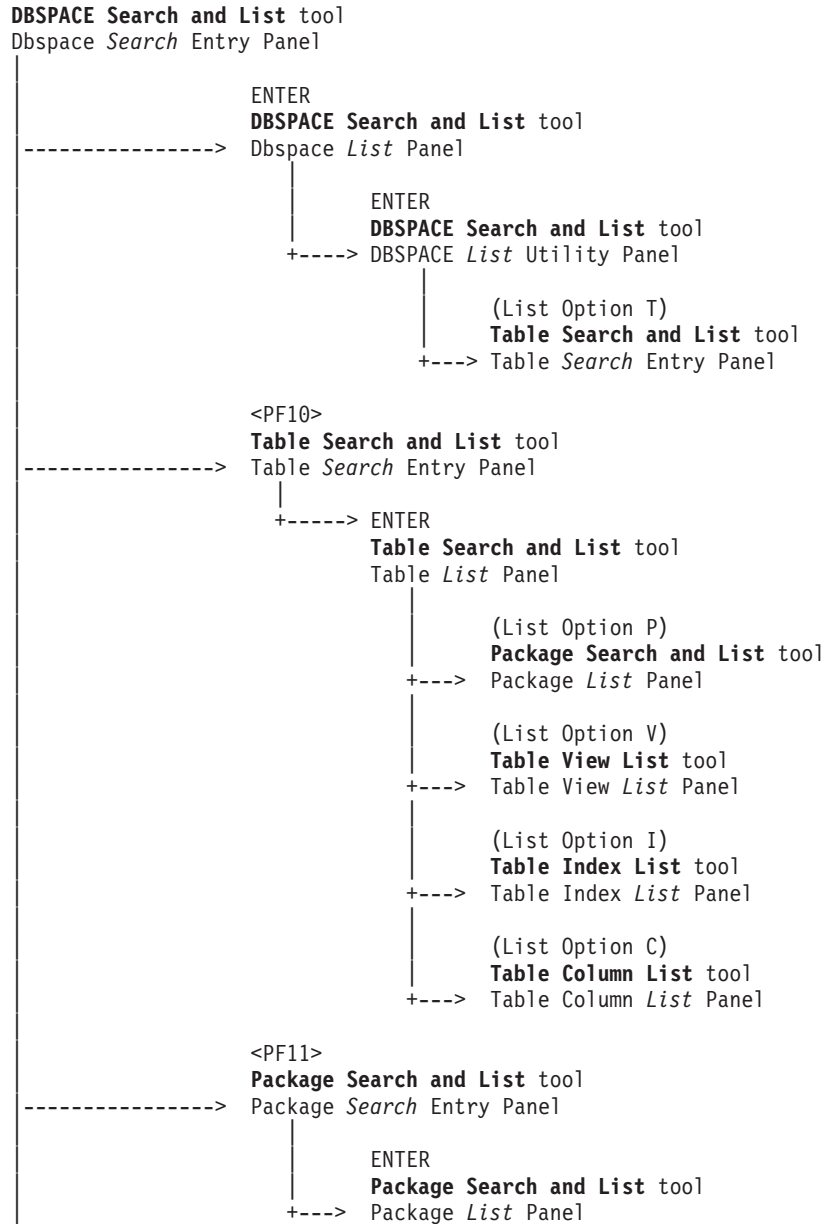 DBSPACE Search and List tool
Dbspace Search Entry Panel
ENTER
DBSPACE Search and List tool
----------------> Dbspace List Panel
ENTER
DBSPACE Search and List tool
+----> DBSPACE List Utility Panel
(List Option T)
Table Search and List tool
+---> Table Search Entry Panel
<PF10>
Table Search and List tool
----------------> Table Search Entry Panel
+-----> ENTER
Table Search and List tool
Table List Panel
(List Option P)
Package Search and List tool
+---> Package List Panel
(List Option V)
Table View List tool
+---> Table View List Panel
(List Option I)
Table Index List tool
+---> Table Index List Panel
(List Option C)
Table Column List tool
+---> Table Column List Panel
<PF11>
Package Search and List tool
----------------> Package Search Entry Panel
ENTER
Package Search and List tool
+---> Package List Panel